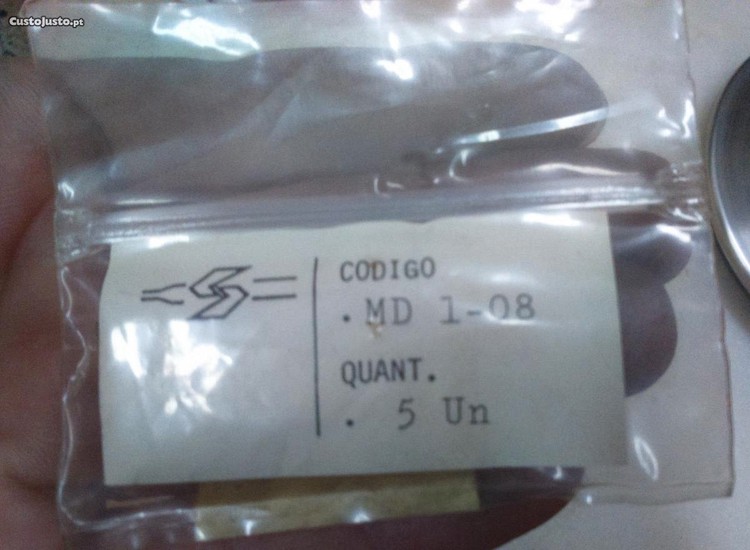 CustoJusto.pt
CODIGO
. MD 1-08
QUANT.
. 5 Un